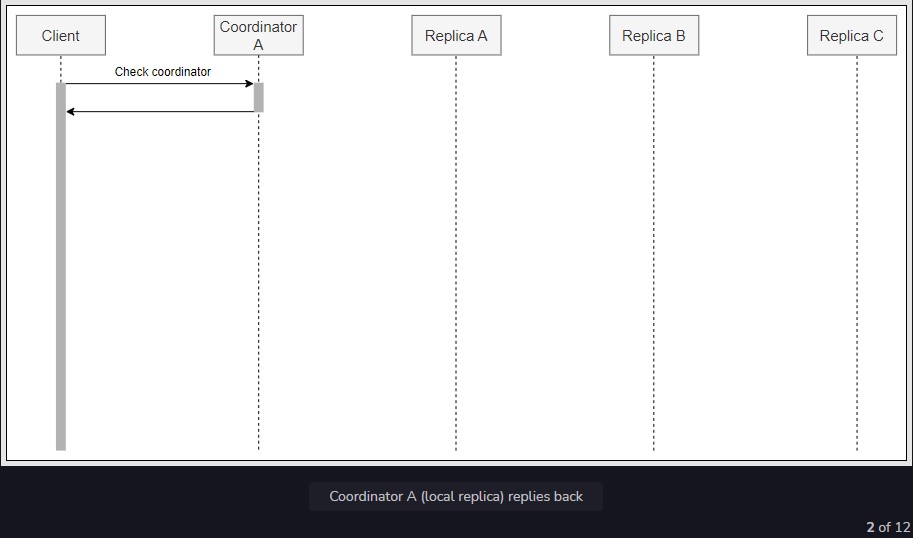 Client
Coordinator
A
Replica A
Replica B
Replica C
Check coordinator
Coordinator A (local replica) replies back
2 of 12